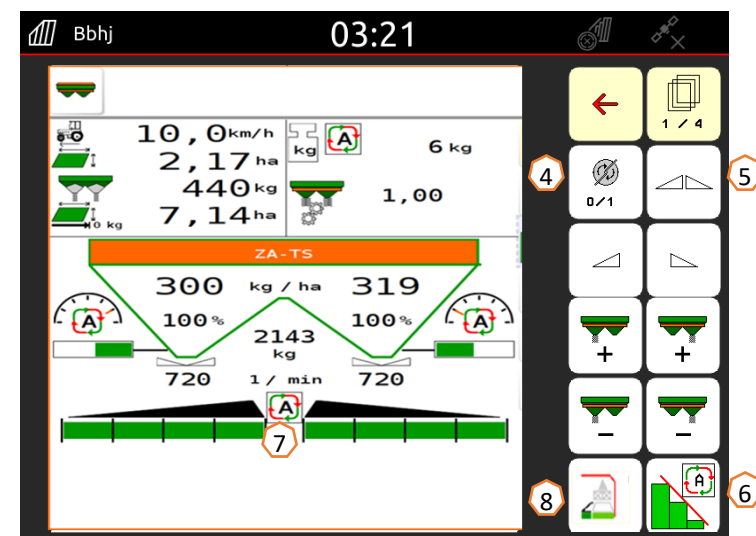 Bbhj 03:21
1 / 4
10,0km/h
2,17ha
440kg
7,14ha
0 kg
kg A 6 kg
1,00
4
0/1
5
ZA-TS
300 kg / ha 319
A 100% 100% A
2143
kg
720 1 / min 720
A
7
+ +
- -
8
A
6